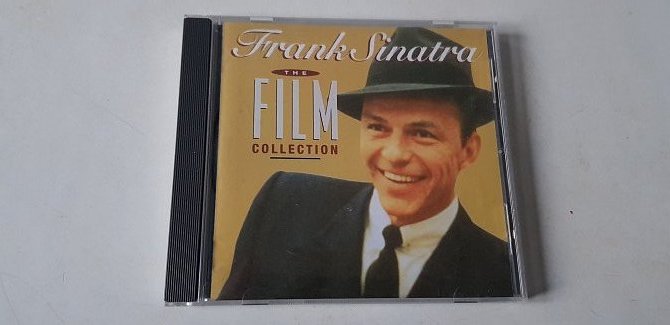 Frank Sinatra
THE
FILM
COLLECTION